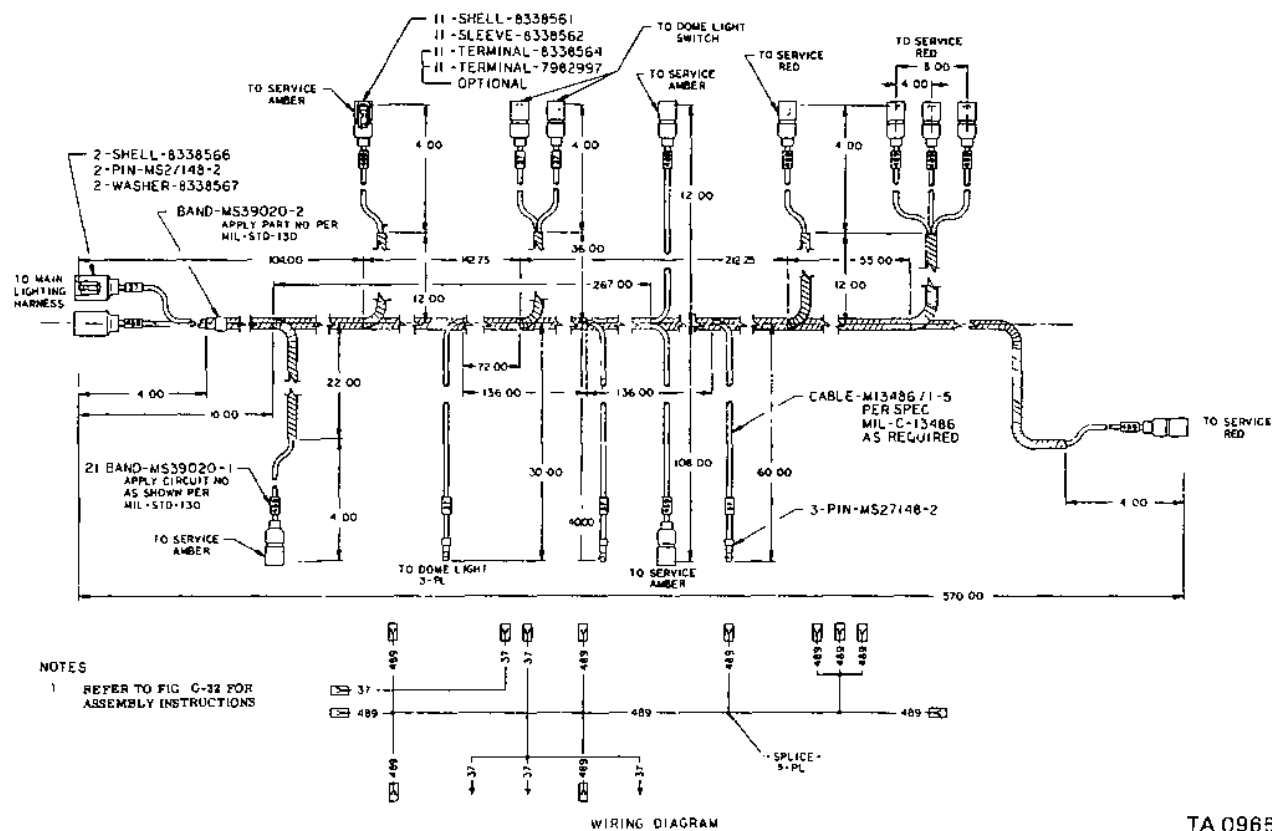 11 -SHELL-8338561
11 -SLEEVE-8338562
11 -TERMINAL-8338564
11 -TERMINAL-7982997
OPTIONAL
TO DOME LIGHT
SWITCH
TO SERVICE
AMBER
TO SERVICE
AMBER
TO SERVICE
RED
TO SERVICE
RED
8.00
4.00
2-SHELL-8338566
2-PIN-MS27148-2
2-WASHER-8338567
4.00
4.00
12.00
4.00
BAND-MS39020-2
APPLY PART NO PER
MIL-STD-130
36.00
104.00
142.75
212.25
55.00
TO MAIN
LIGHTING
HARNESS
12.00
267.00
12.00
72.00
22.00
4.00
136.00
136.00
10.00
CABLE-M13486/1-5
PER SPEC
MIL-C-13486
AS REQUIRED
TO SERVICE
RED
21 BAND-MS39020-1
APPLY CIRCUIT NO
AS SHOWN PER
MIL-STD-130
30.00
108.00
60.00
4.00
40.00
3-PIN-MS27148-2
4.00
TO SERVICE
AMBER
TO DOME LIGHT
3-PL
TO SERVICE
AMBER
570.00
489
37
37
489
489
489
489
489
NOTES
1 REFER TO FIG G-22 FOR
ASSEMBLY INSTRUCTIONS
37
489
489
489
489
37
37
489
37
-SPLICE-
5-PL
WIRING DIAGRAM
TA 0965